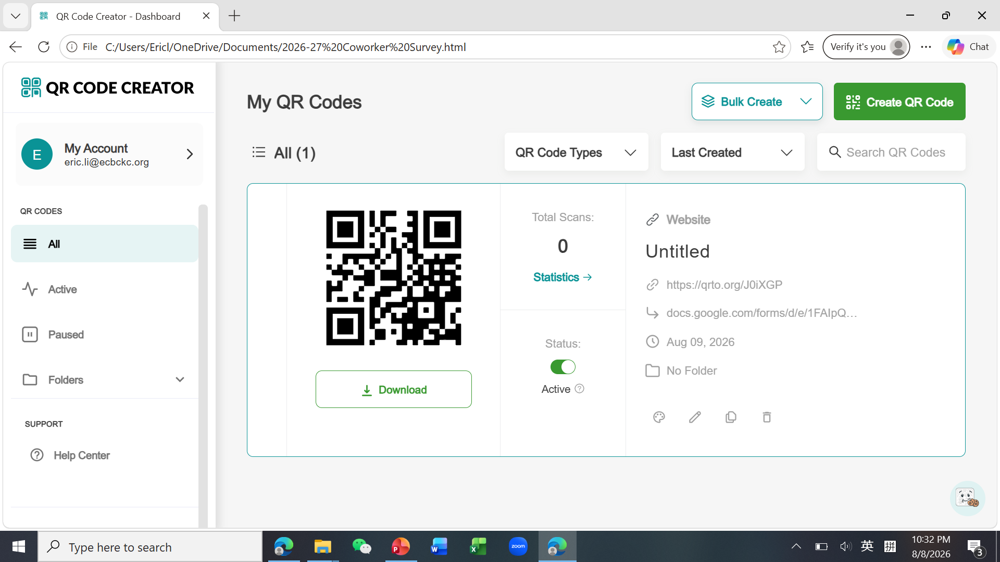 QR Code Creator - Dashboard
File C:/Users/Ericl/OneDrive/Documents/2026-27%20Coworker%20Survey.html
Verify it's you
Chat
QR CODE CREATOR
E
My Account
eric.li@ecbckc.org
QR CODES
All
Active
Paused
Folders
SUPPORT
Help Center
My QR Codes
Bulk Create
Create QR Code
All (1)
QR Code Types
Last Created
Search QR Codes
Download
Total Scans:
0
Statistics
Status:
Active
Website
Untitled
https://qrto.org/J0iXGP
docs.google.com/forms/d/e/1FAIpQ...
Aug 09, 2026
No Folder
Type here to search
P
W
X
zoom
英
拼
10:32 PM
8/8/2026
3